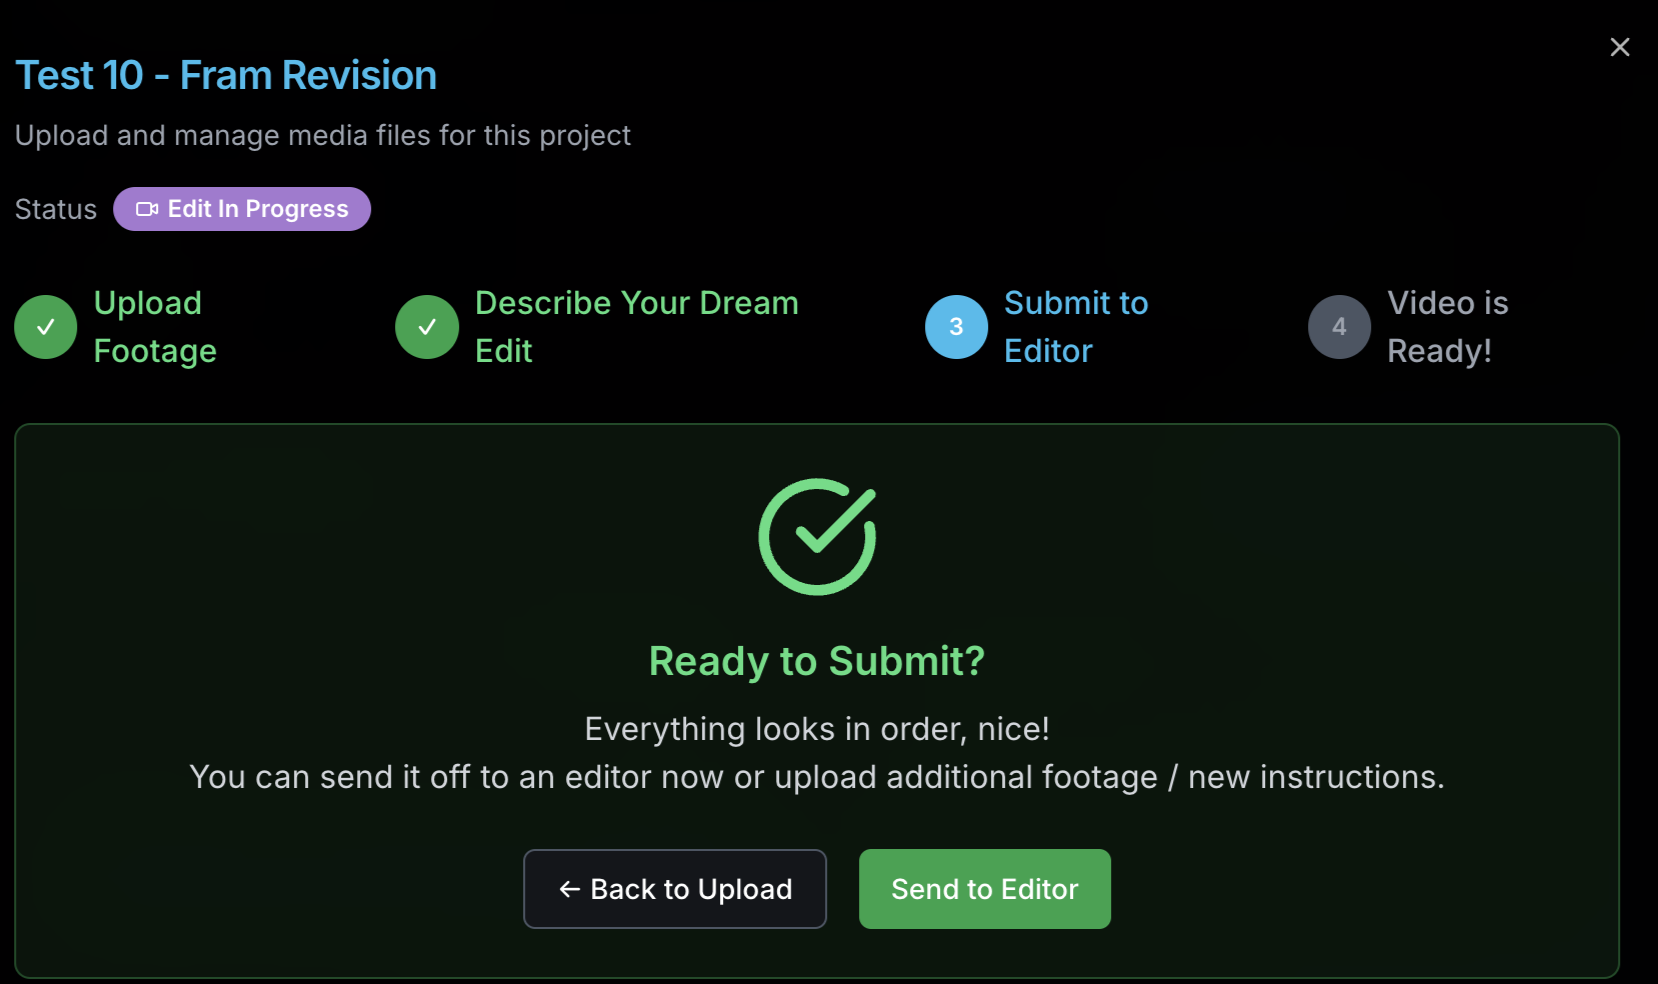 Test 10 - Fram Revision
Upload and manage media files for this project
Status Edit In Progress
Upload
Footage
Describe Your Dream
Edit
3
Submit to
Editor
4
Video is
Ready!
Ready to Submit?
Everything looks in order, nice!
You can send it off to an editor now or upload additional footage / new instructions.
← Back to Upload
Send to Editor